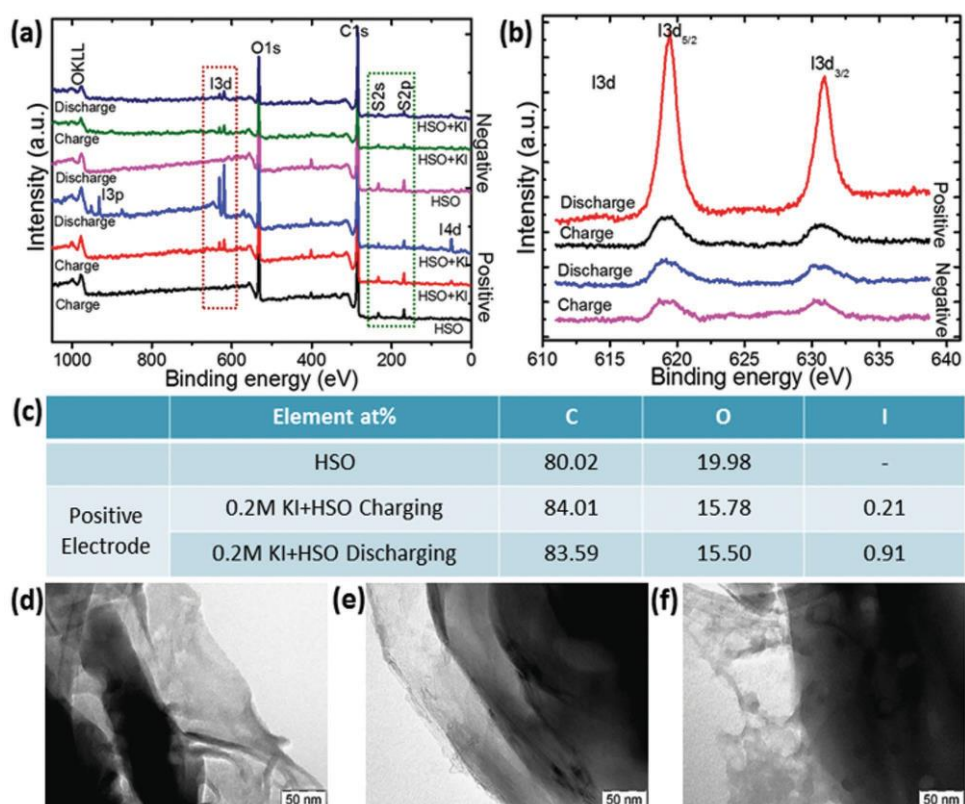 (a)
Intensity (a.u.)
OKLL
I3d
O1s
C1s
S2s
S2p
Discharge
HSO+KI
Charge
HSO+KI
Discharge
HSO
I3p
Discharge
I4d
HSO+KI
Charge
HSO+KI
Charge
HSO
Negative
Positive
1000 800 600 400 200 0
Binding energy (eV)
(b)
Intensity (a.u.)
I3d
I3d5/2
I3d3/2
Discharge
Charge
Discharge
Charge
Positive
Negative
610 615 620 625 630 635 640
Binding energy (eV)
(c)
Element at% C O I
HSO 80.02 19.98 -
Positive
Electrode
0.2M KI+HSO Charging 84.01 15.78 0.21
0.2M KI+HSO Discharging 83.59 15.50 0.91
(d)
50 nm
(e)
50 nm
(f)
50 nm